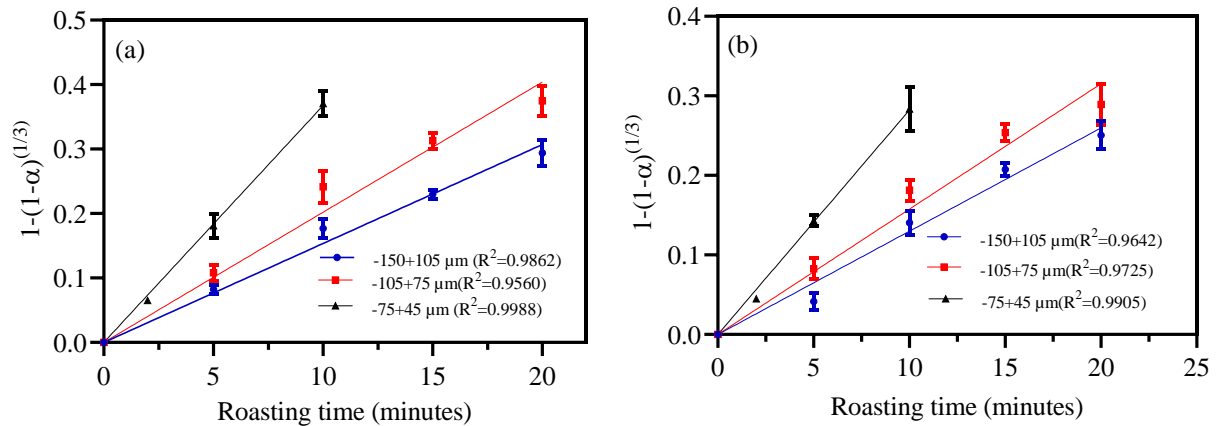 (a)
1-(1-α)^(1/3)
0.5
0.4
0.3
0.2
0.1
0.0
-150+105 µm (R²=0.9862)
-105+75 µm(R²=0.9560)
-75+45 µm (R²=0.9988)
0 5 10 15 20
Roasting time (minutes)
(b)
1-(1-α)^(1/3)
0.4
0.3
0.2
0.1
0.0
-150+105 µm(R²=0.9642)
-105+75 µm(R²=0.9725)
-75+45 µm(R²=0.9905)
0 5 10 15 20 25
Roasting time (minutes)